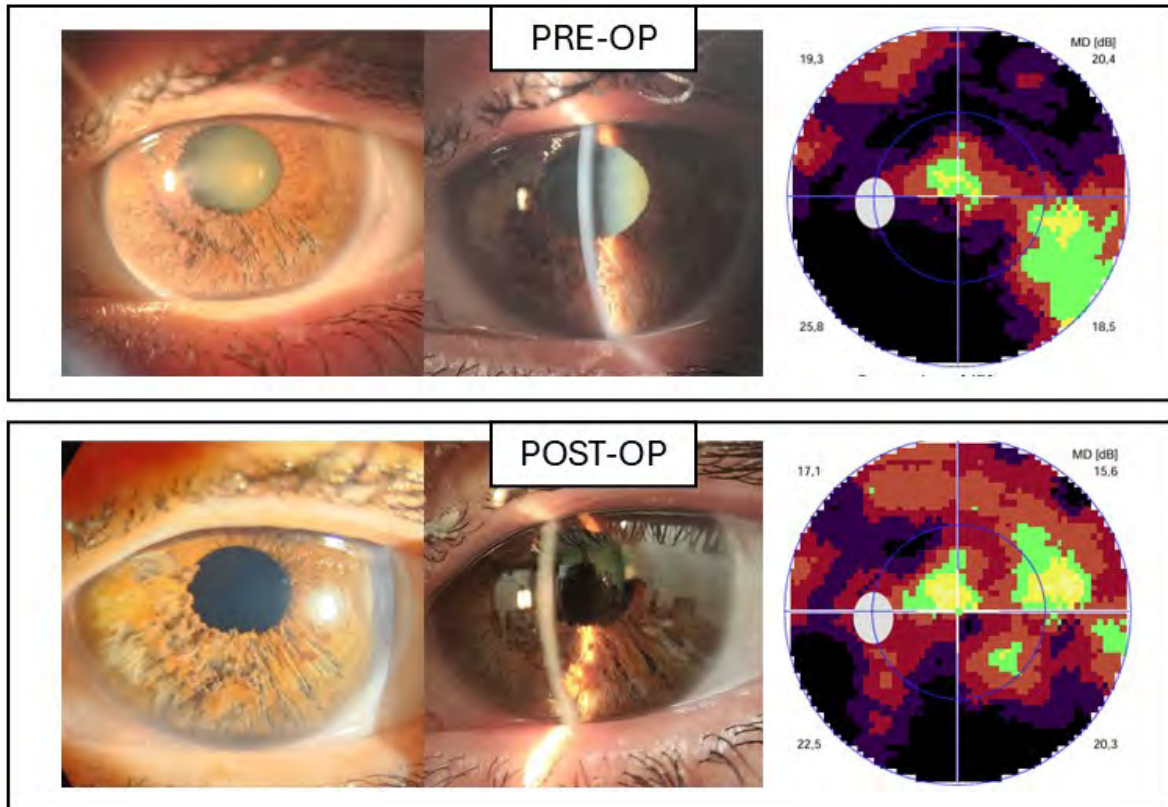 PRE-OP
MD [dB]
19,3
20,4
25,8
18,5
POST-OP
MD [dB]
17,1
15,6
22,5
20,3